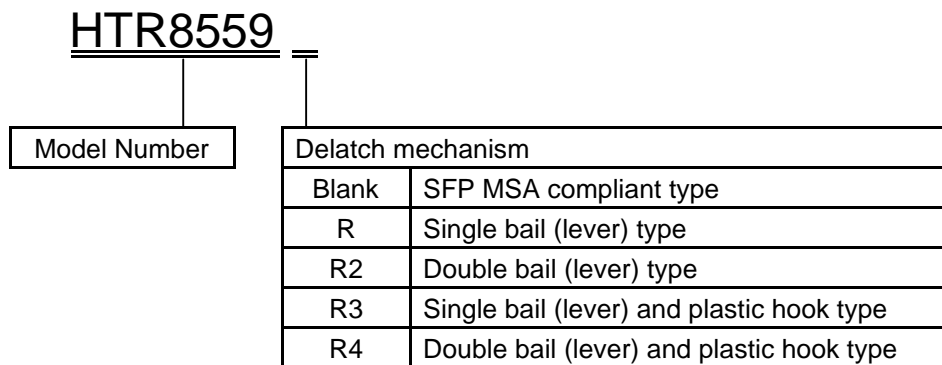 HTR8559 _
Model Number
Delatch mechanism
Blank SFP MSA compliant type
R Single bail (lever) type
R2 Double bail (lever) type
R3 Single bail (lever) and plastic hook type
R4 Double bail (lever) and plastic hook type